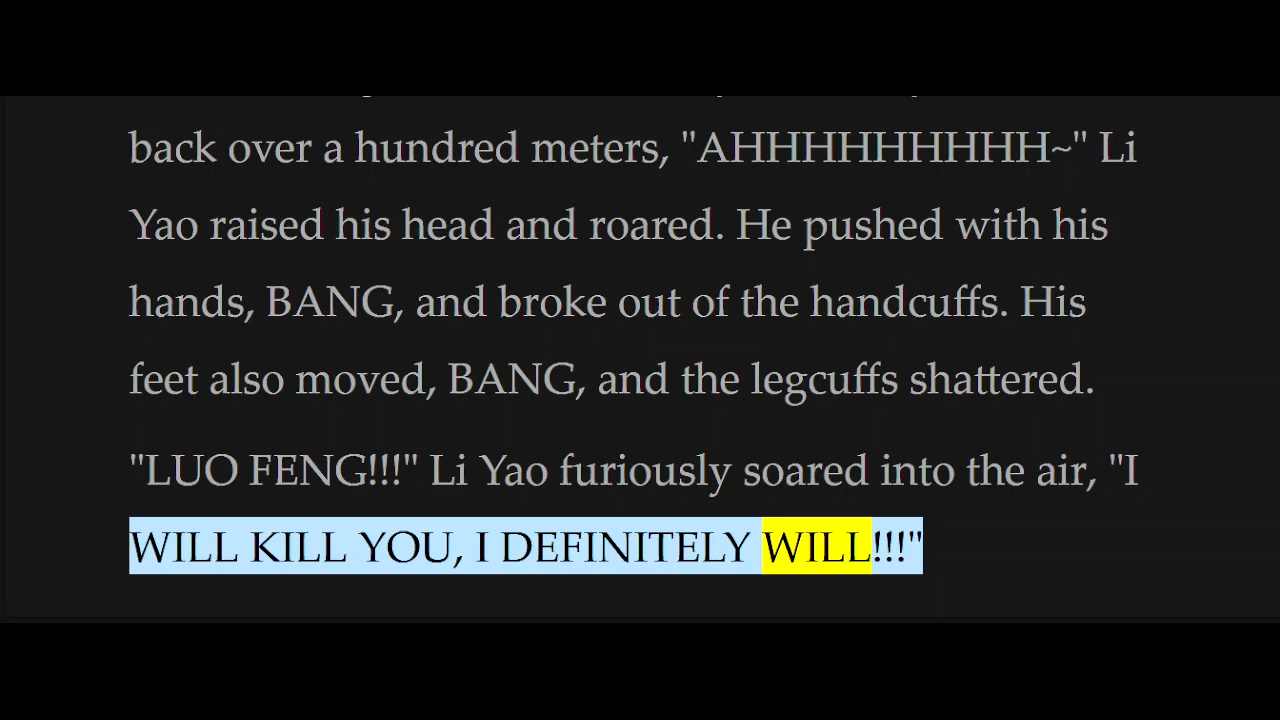 back over a hundred meters, "AHHHHHHHHH~" Li
Yao raised his head and roared. He pushed with his
hands, BANG, and broke out of the handcuffs. His
feet also moved, BANG, and the legcuffs shattered.
"LUO FENG!!!" Li Yao furiously soared into the air, "I
WILL KILL YOU, I DEFINITELY WILL!!!"